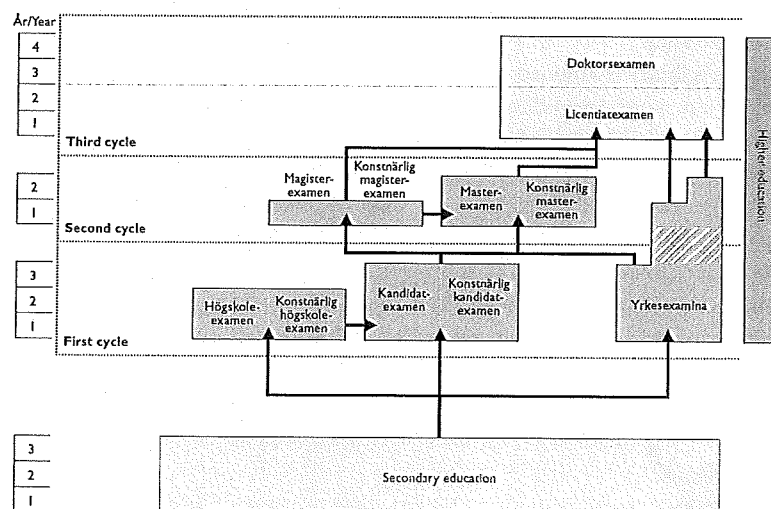 År/Year
4
3
2
1
Doktorsexamen
Licentiatexamen
Third cycle
Higher education
2
1
Magister-
examen
Konstnärlig
magister-
examen
Master-
examen
Konstnärlig
master-
examen
Second cycle
3
2
1
Högskole-
examen
Konstnärlig
högskole-
examen
Kandidat-
examen
Konstnärlig
kandidat-
examen
Yrkesexamina
First cycle
3
2
1
Secondary education